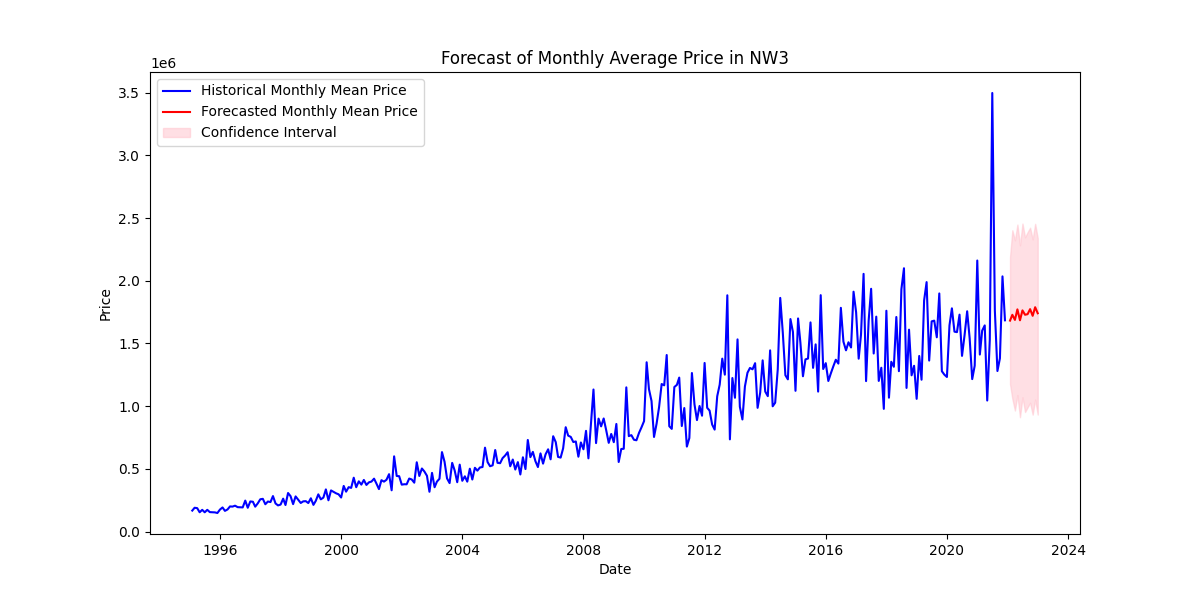 Forecast of Monthly Average Price in NW3
1e6
Historical Monthly Mean Price
Forecasted Monthly Mean Price
Confidence Interval
3.5
3.0
2.5
2.0
1.5
1.0
0.5
0.0
Price
1996 2000 2004 2008 2012 2016 2020 2024
Date